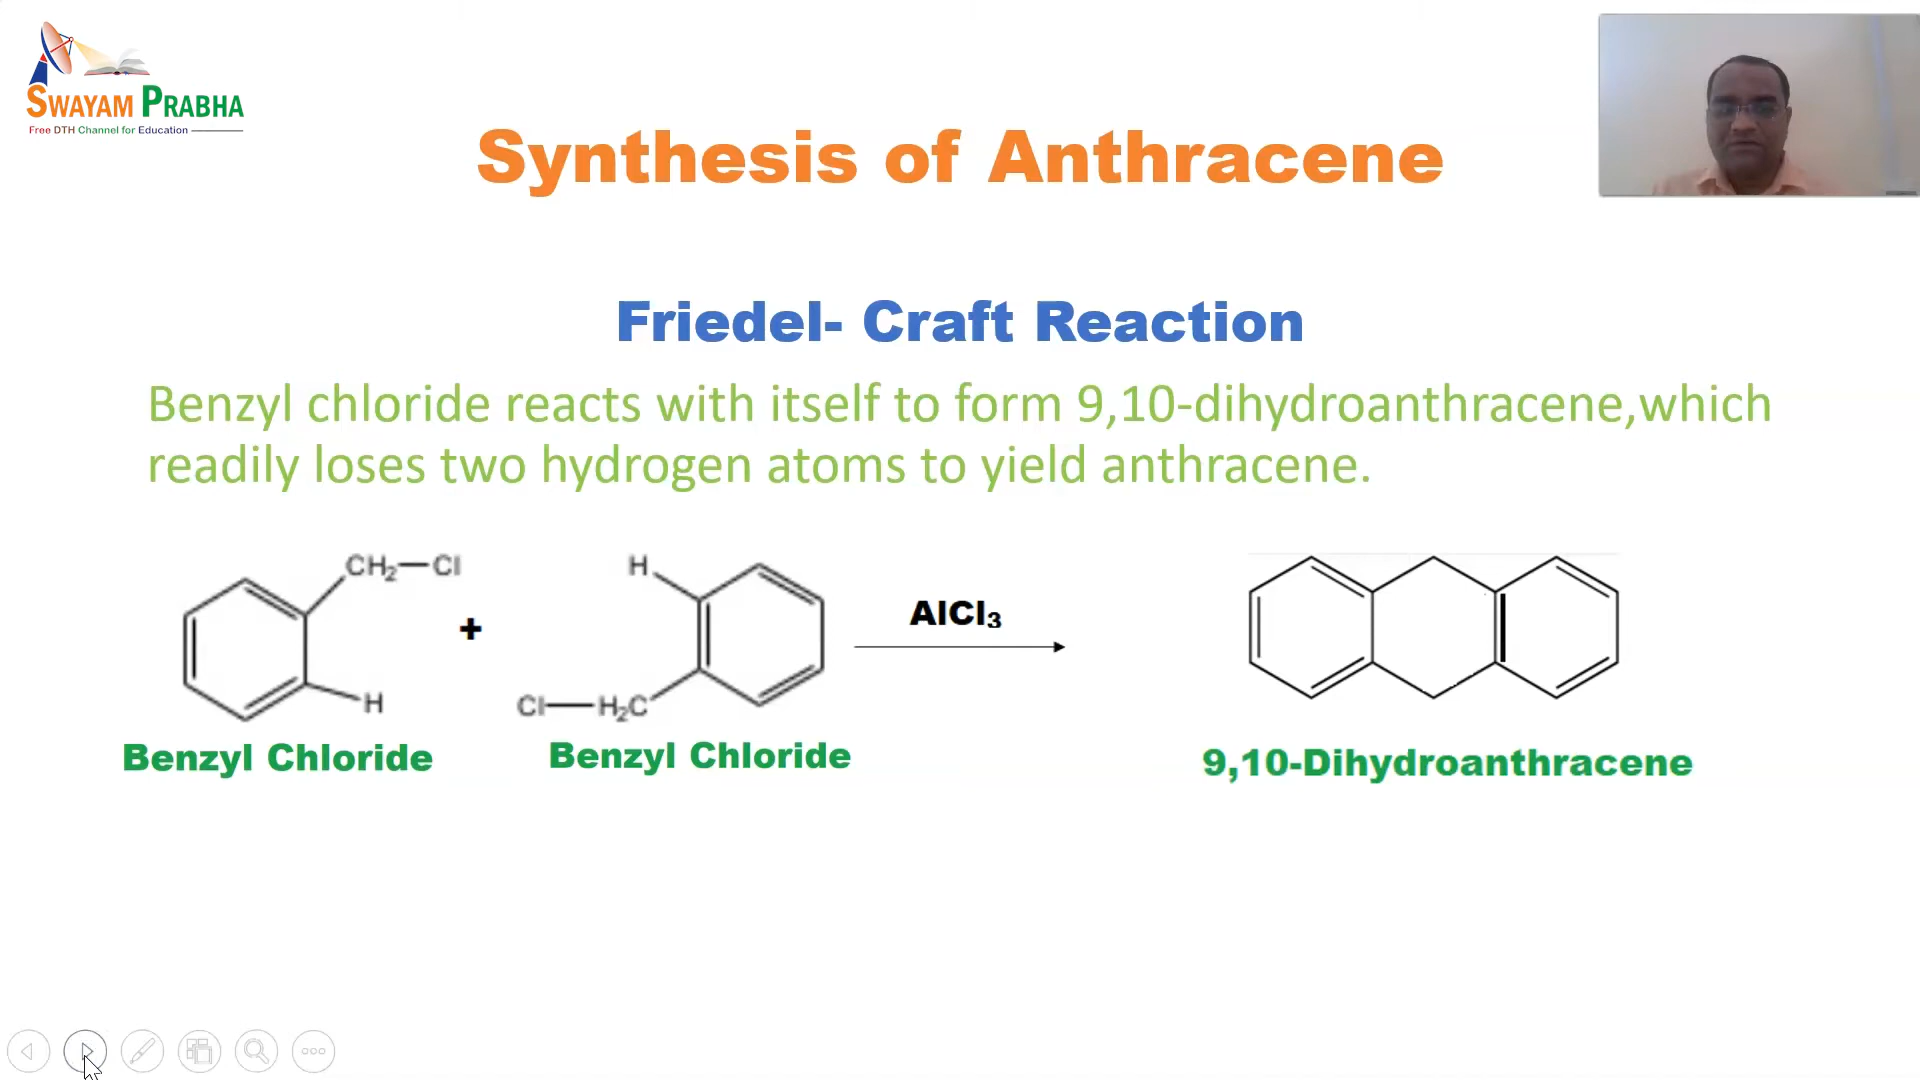 SWAYAM PRABHA
Free DTH Channel for Education
Synthesis of Anthracene
Friedel- Craft Reaction
Benzyl chloride reacts with itself to form 9,10-dihydroanthracene,which
readily loses two hydrogen atoms to yield anthracene.
CH₂—Cl
H
+
H
Cl—H₂C
AlCl₃
Benzyl Chloride
Benzyl Chloride
9,10-Dihydroanthracene